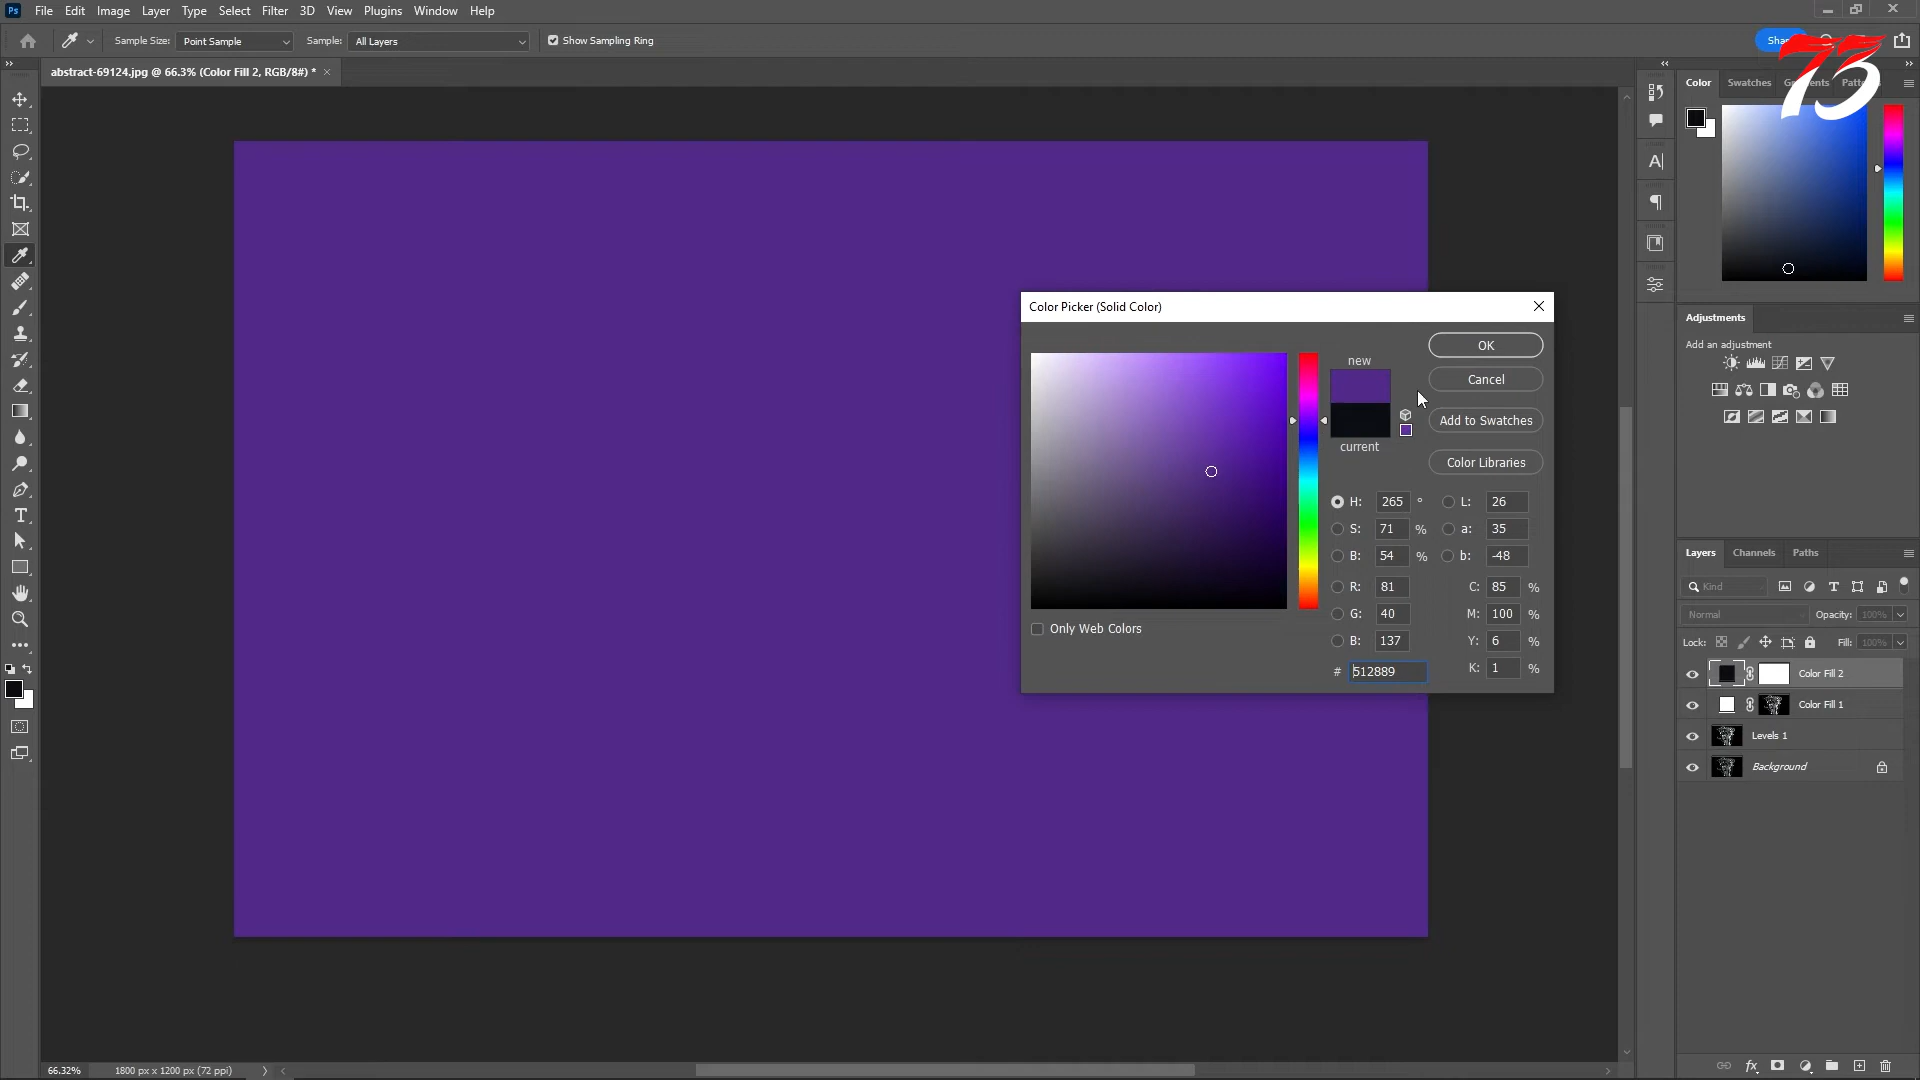 Ps File Edit Image Layer Type Select Filter 3D View Plugins Window Help
Sample Size: Point Sample Sample: All Layers Show Sampling Ring
abstract-69124.jpg @ 66.3% (Color Fill 2, RGB/8#) *
73
Color Swatches
Color Picker (Solid Color)
new
current
OK
Cancel
Add to Swatches
Color Libraries
H: 265 ° L: 26
S: 71 % a: 35
B: 54 % b: -48
R: 81 C: 85 %
G: 40 M: 100 %
B: 137 Y: 6 %
# 512889 K: 1 %
Only Web Colors
Adjustments
Add an adjustment
Layers Channels Paths
Kind
Normal Opacity: 100%
Lock: Fill: 100%
Color Fill 2
Color Fill 1
Levels 1
Background
66.32% 1800 px x 1200 px (72 ppi)